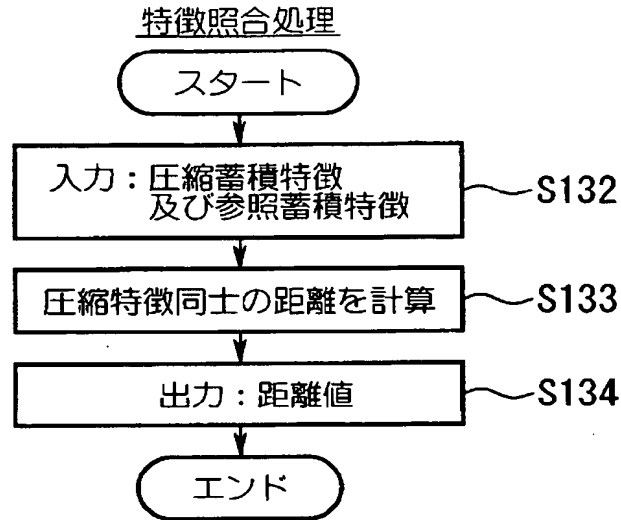 特徴照合処理
スタート
入力:圧縮蓄積特徴
及び参照蓄積特徴
S132
圧縮特徴同士の距離を計算
S133
出力:距離値
S134
エンド